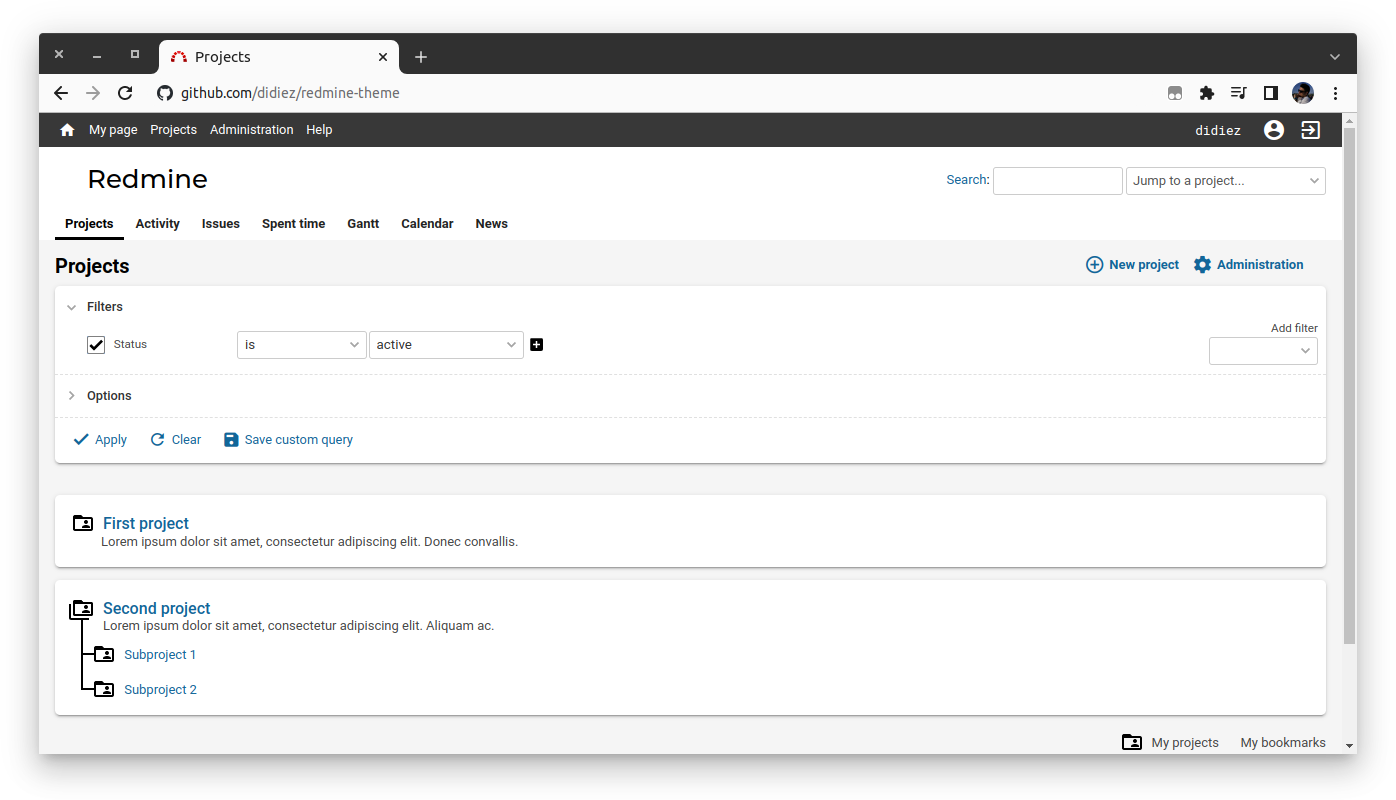 Projects
github.com/didiez/redmine-theme
My page Projects Administration Help didiez
Redmine
Search: Jump to a project...
Projects Activity Issues Spent time Gantt Calendar News
Projects
New project Administration
Filters
Add filter
Status is active
Options
Apply Clear Save custom query
First project
Lorem ipsum dolor sit amet, consectetur adipiscing elit. Donec convallis.
Second project
Lorem ipsum dolor sit amet, consectetur adipiscing elit. Aliquam ac.
Subproject 1
Subproject 2
My projects My bookmarks